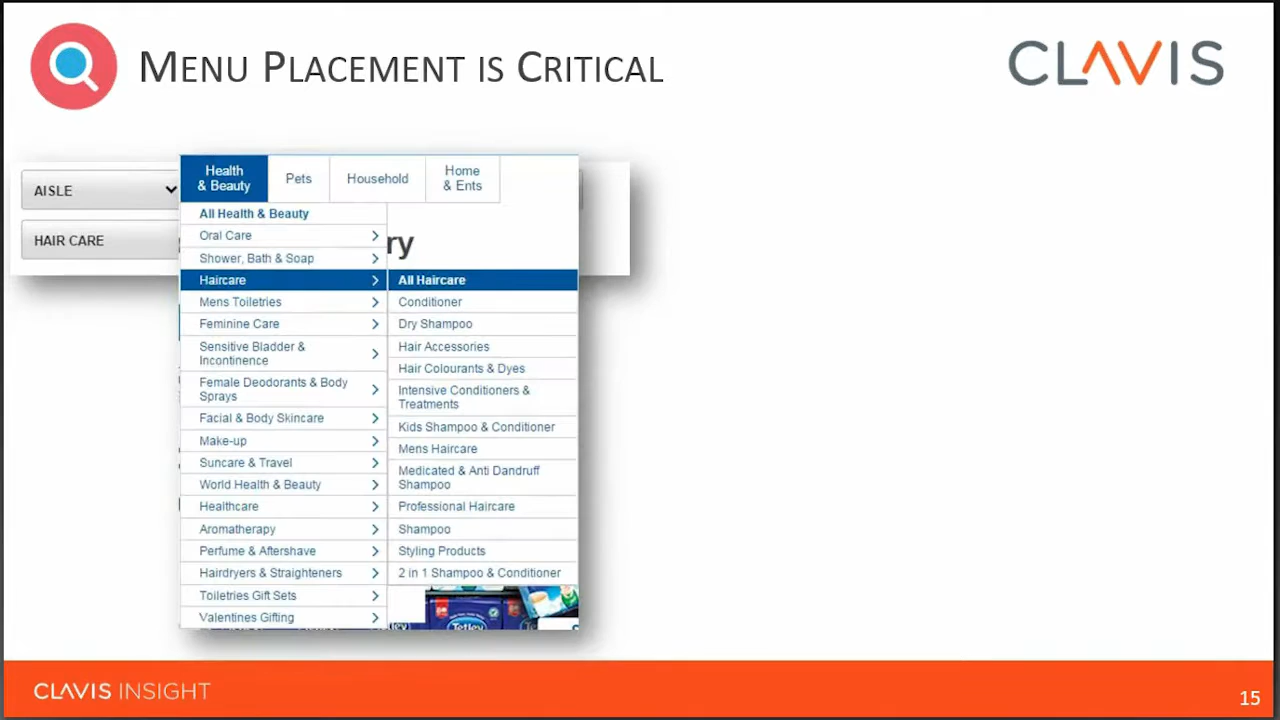 MENU PLACEMENT IS CRITICAL
CLAVIS
AISLE
HAIR CARE
Health
& Beauty
Pets
Household
Home
& Ents
ry
All Health & Beauty
Oral Care
Shower, Bath & Soap
Haircare
Mens Toiletries
Feminine Care
Sensitive Bladder &
Incontinence
Female Deodorants & Body
Sprays
Facial & Body Skincare
Make-up
Suncare & Travel
World Health & Beauty
Healthcare
Aromatherapy
Perfume & Aftershave
Hairdryers & Straighteners
Toiletries Gift Sets
Valentines Gifting
All Haircare
Conditioner
Dry Shampoo
Hair Accessories
Hair Colourants & Dyes
Intensive Conditioners &
Treatments
Kids Shampoo & Conditioner
Mens Haircare
Medicated & Anti Dandruff
Shampoo
Professional Haircare
Shampoo
Styling Products
2 in 1 Shampoo & Conditioner
Tetley
CLAVIS INSIGHT
15